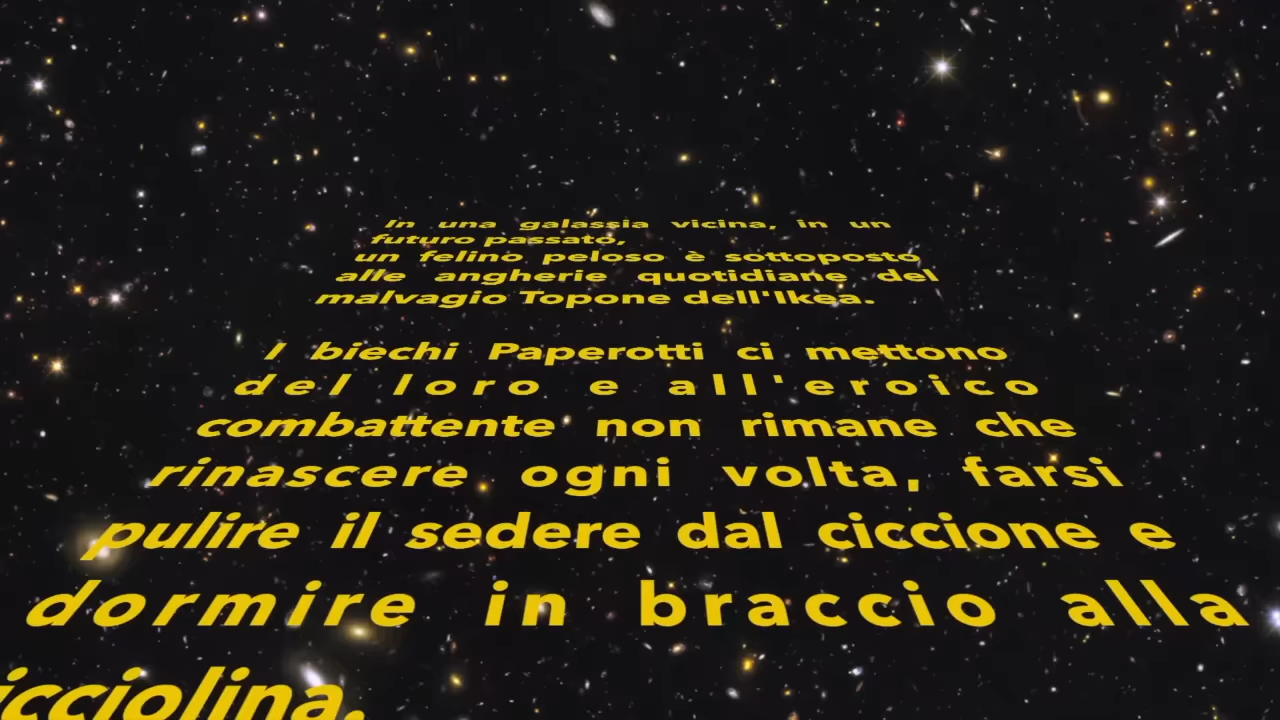 In una galassia vicina, in un
futuro passato,
un felino peloso è sottoposto
alle angherie quotidiane del
malvagio Topone dell'Ikea.
I biechi Paperotti ci mettono
del loro e all'eroico
combattente non rimane che
rinascere ogni volta, farsi
pulire il sedere dal ciccione e
dormire in braccio alla
icciolina.